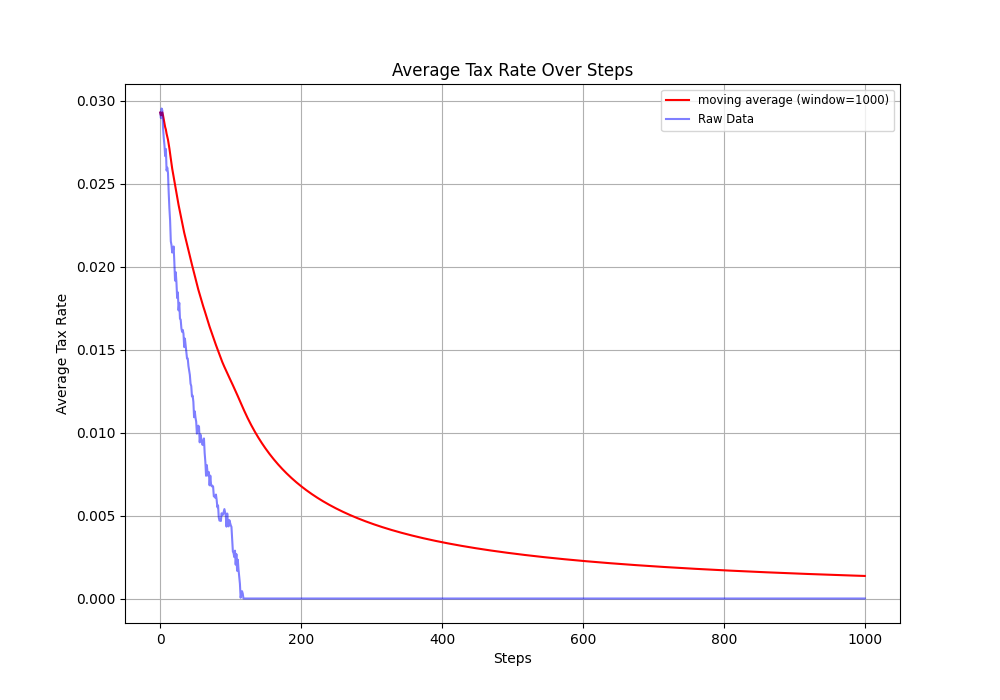 Average Tax Rate Over Steps
moving average (window=1000)
Raw Data
0.030
0.025
0.020
0.015
0.010
0.005
0.000
Average Tax Rate
0 200 400 600 800 1000
Steps